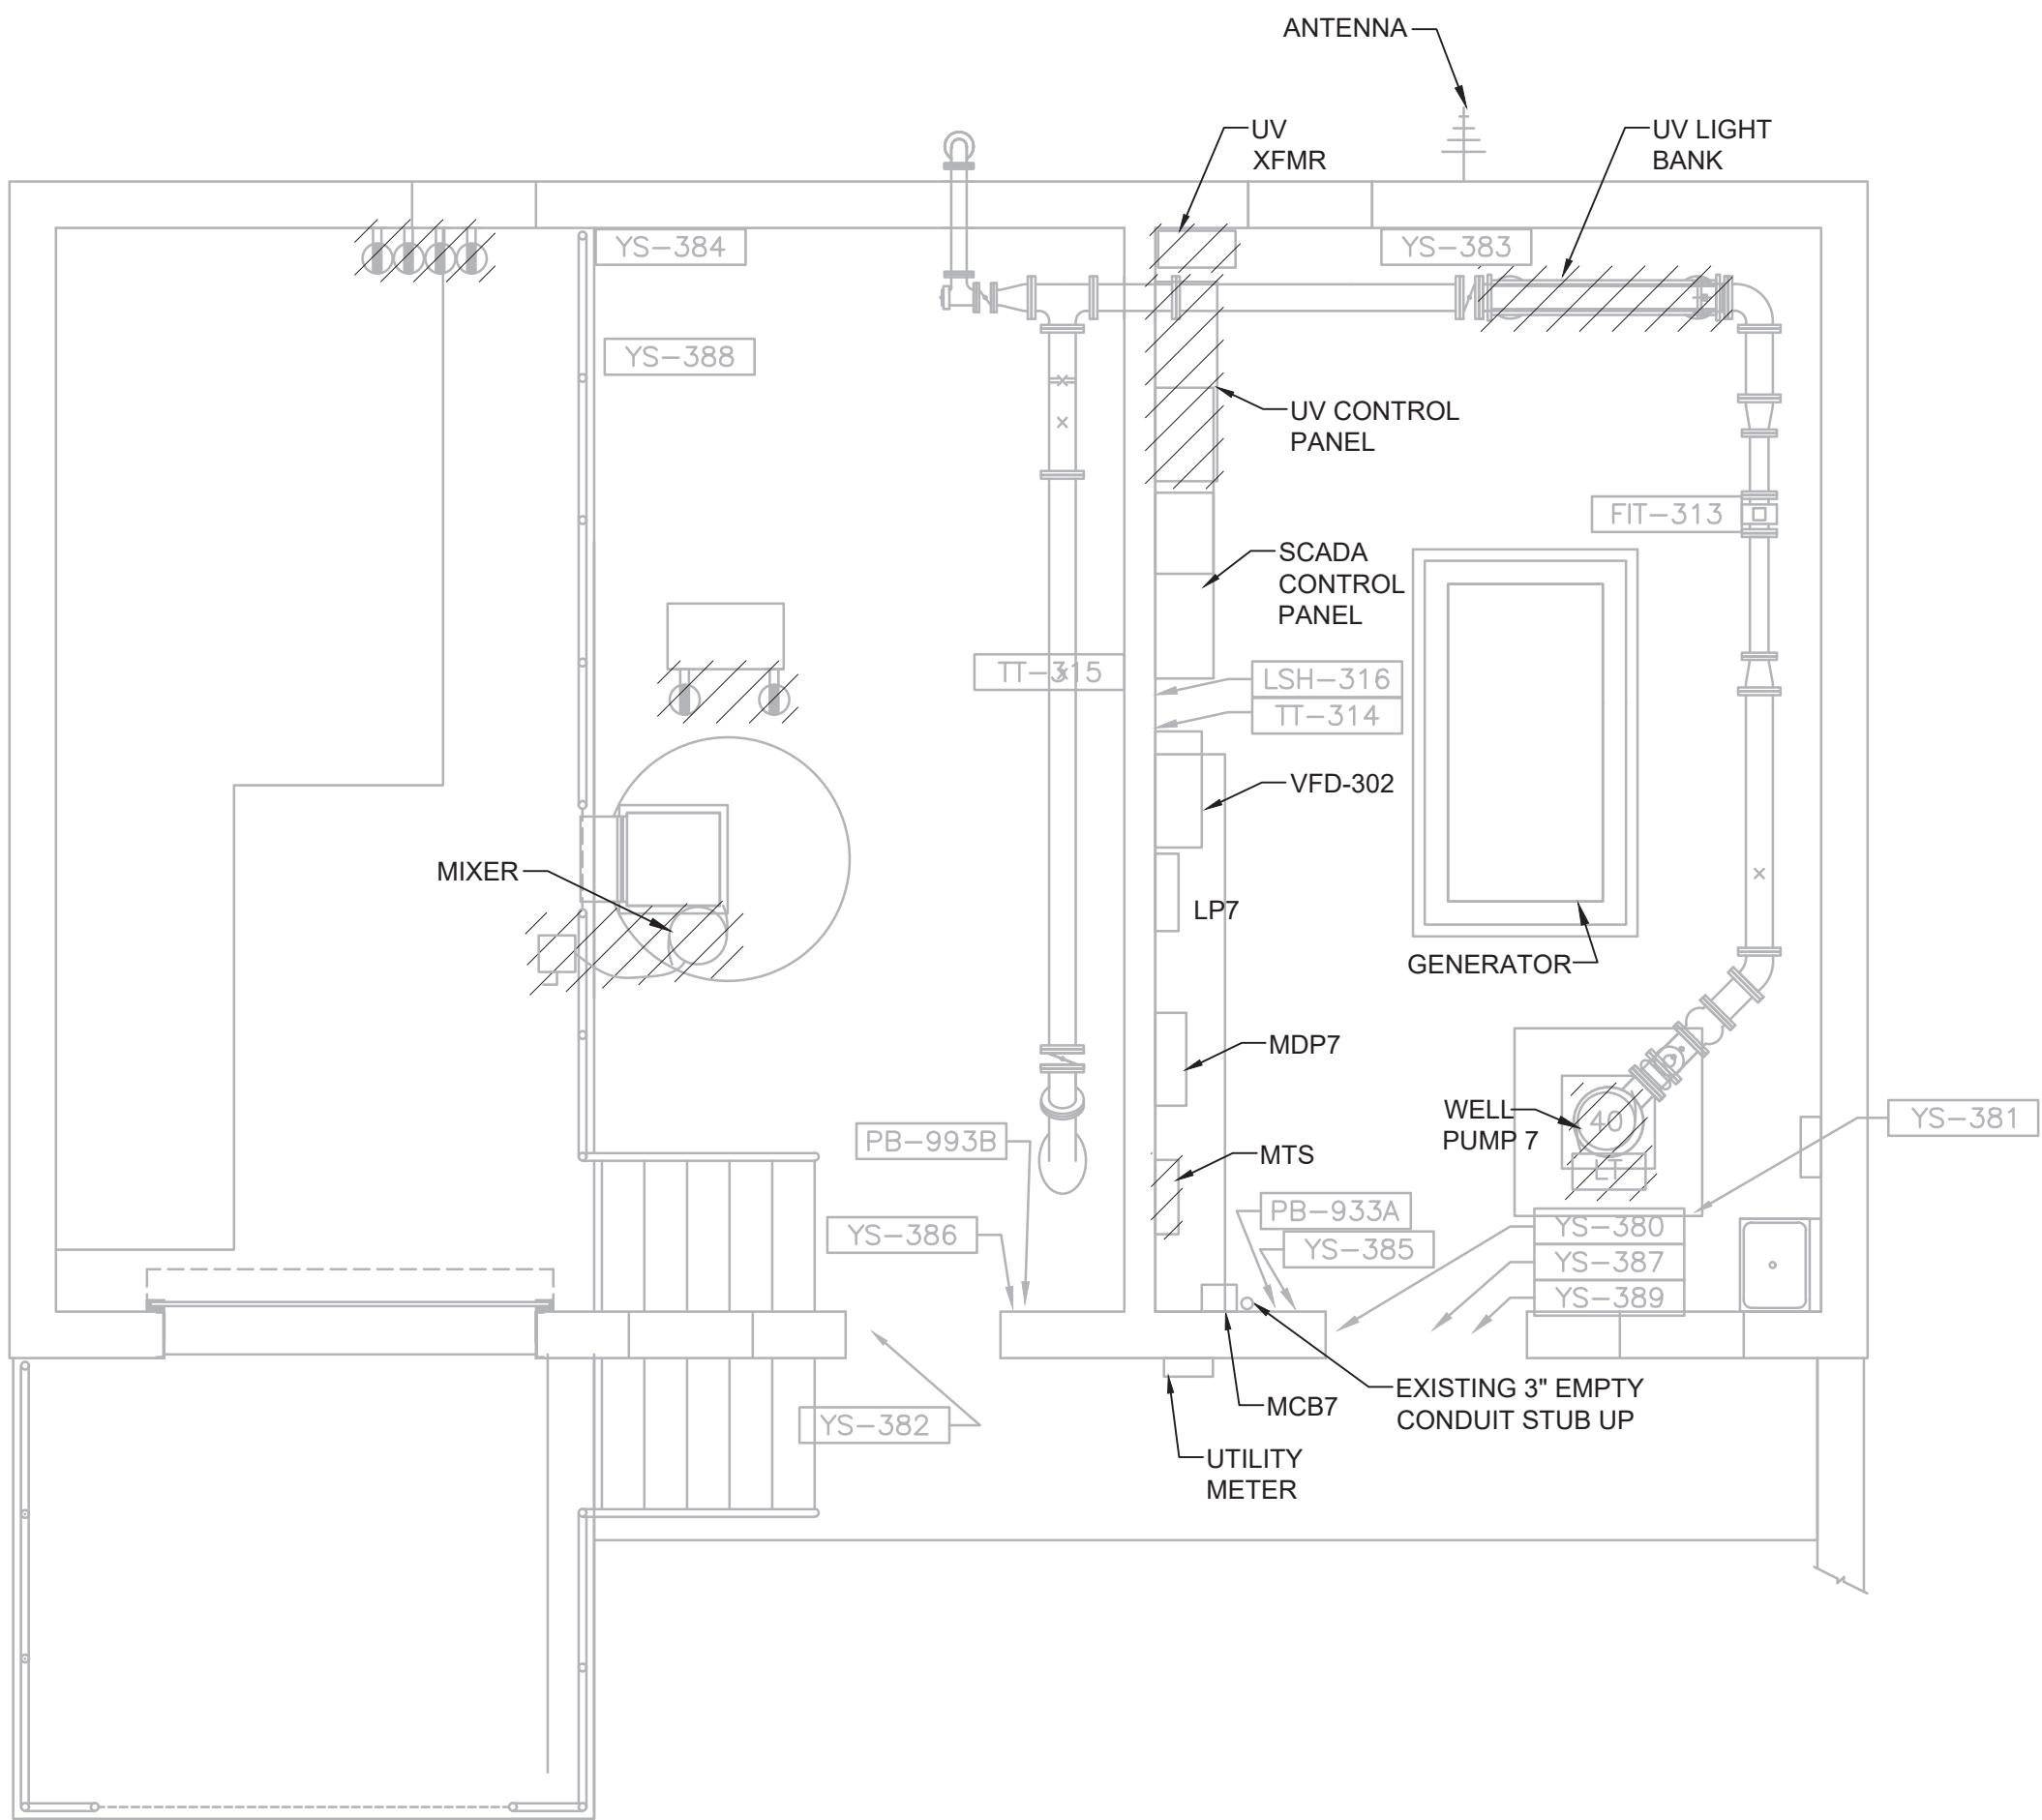 ANTENNA
UV
XFMR
UV LIGHT
BANK
YS-384
YS-383
YS-388
UV CONTROL
PANEL
FIT-313
SCADA
CONTROL
PANEL
TT-315
LSH-316
TT-314
VFD-302
MIXER
LP7
GENERATOR
MDP7
WELL
PUMP 7
40
LT
YS-381
PB-993B
MTS
YS-386
PB-933A
YS-385
YS-380
YS-387
YS-389
EXISTING 3" EMPTY
CONDUIT STUB UP
MCB7
YS-382
UTILITY
METER